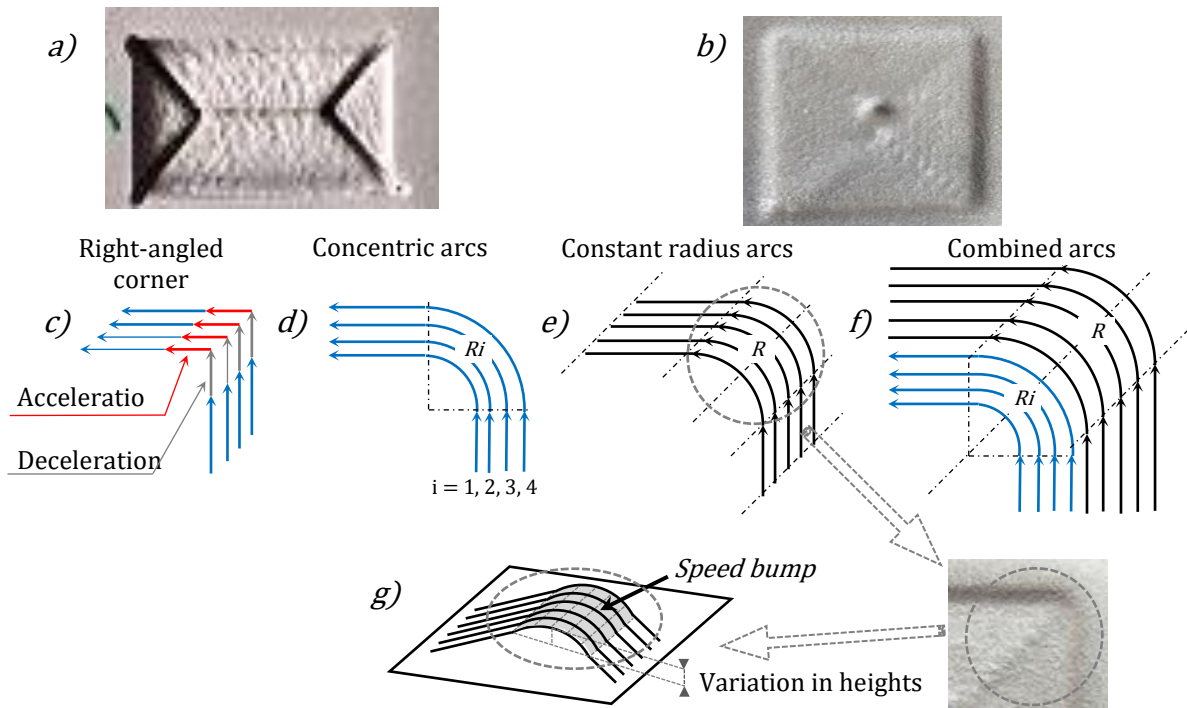 a)
b)
Right-angled
corner
Concentric arcs
Constant radius arcs
Combined arcs
c)
d)
e)
f)
Ri
R
R
Ri
Acceleratio
Deceleration
i = 1, 2, 3, 4
g)
Speed bump
Variation in heights